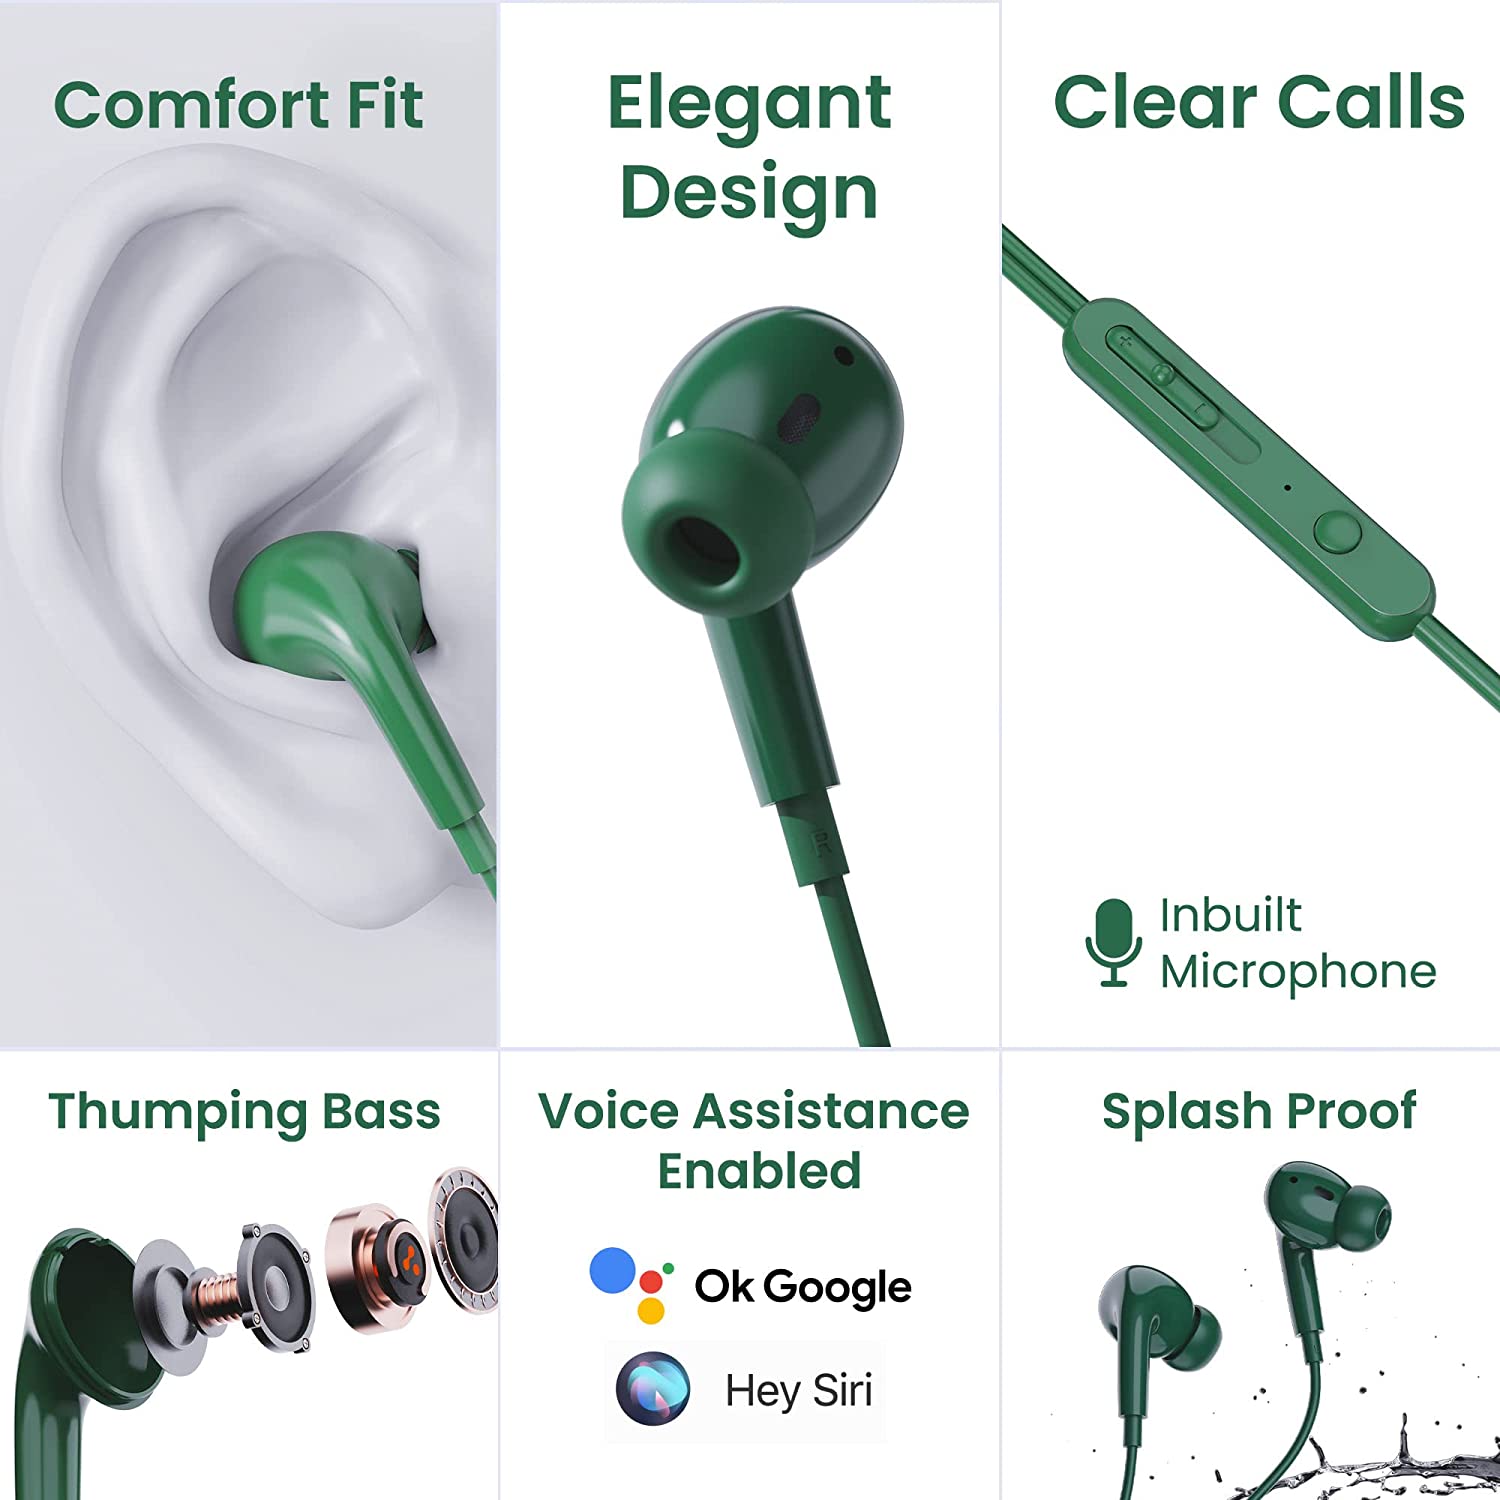 Comfort Fit
Elegant
Design
Clear Calls
Inbuilt
Microphone
Thumping Bass
Voice Assistance
Enabled
Ok Google
Hey Siri
Splash Proof